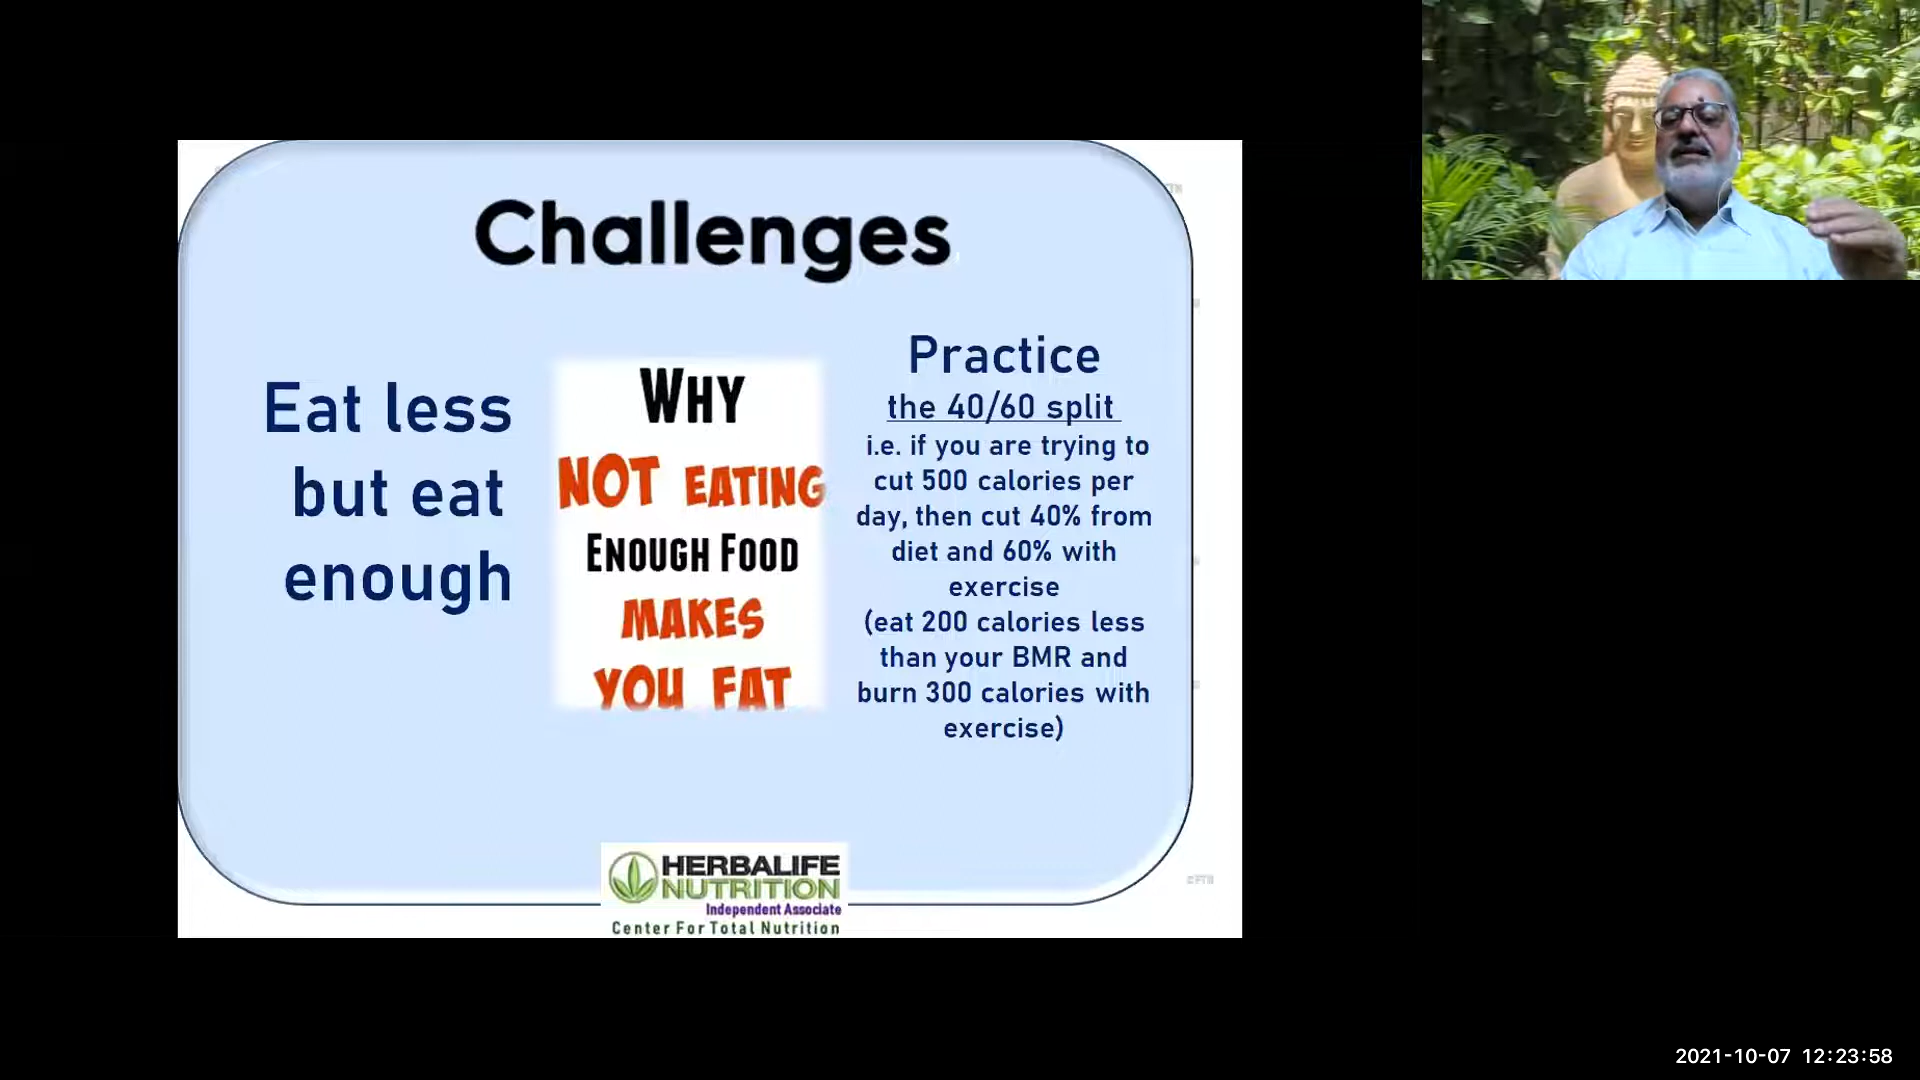 Challenges
Eat less
but eat
enough
WHY
NOT EATING
ENOUGH FOOD
MAKES
YOU FAT
Practice
the 40/60 split
i.e. if you are trying to
cut 500 calories per
day, then cut 40% from
diet and 60% with
exercise
(eat 200 calories less
than your BMR and
burn 300 calories with
exercise)
HERBALIFE
NUTRITION
Independent Associate
Center For Total Nutrition
2021-10-07 12:23:58